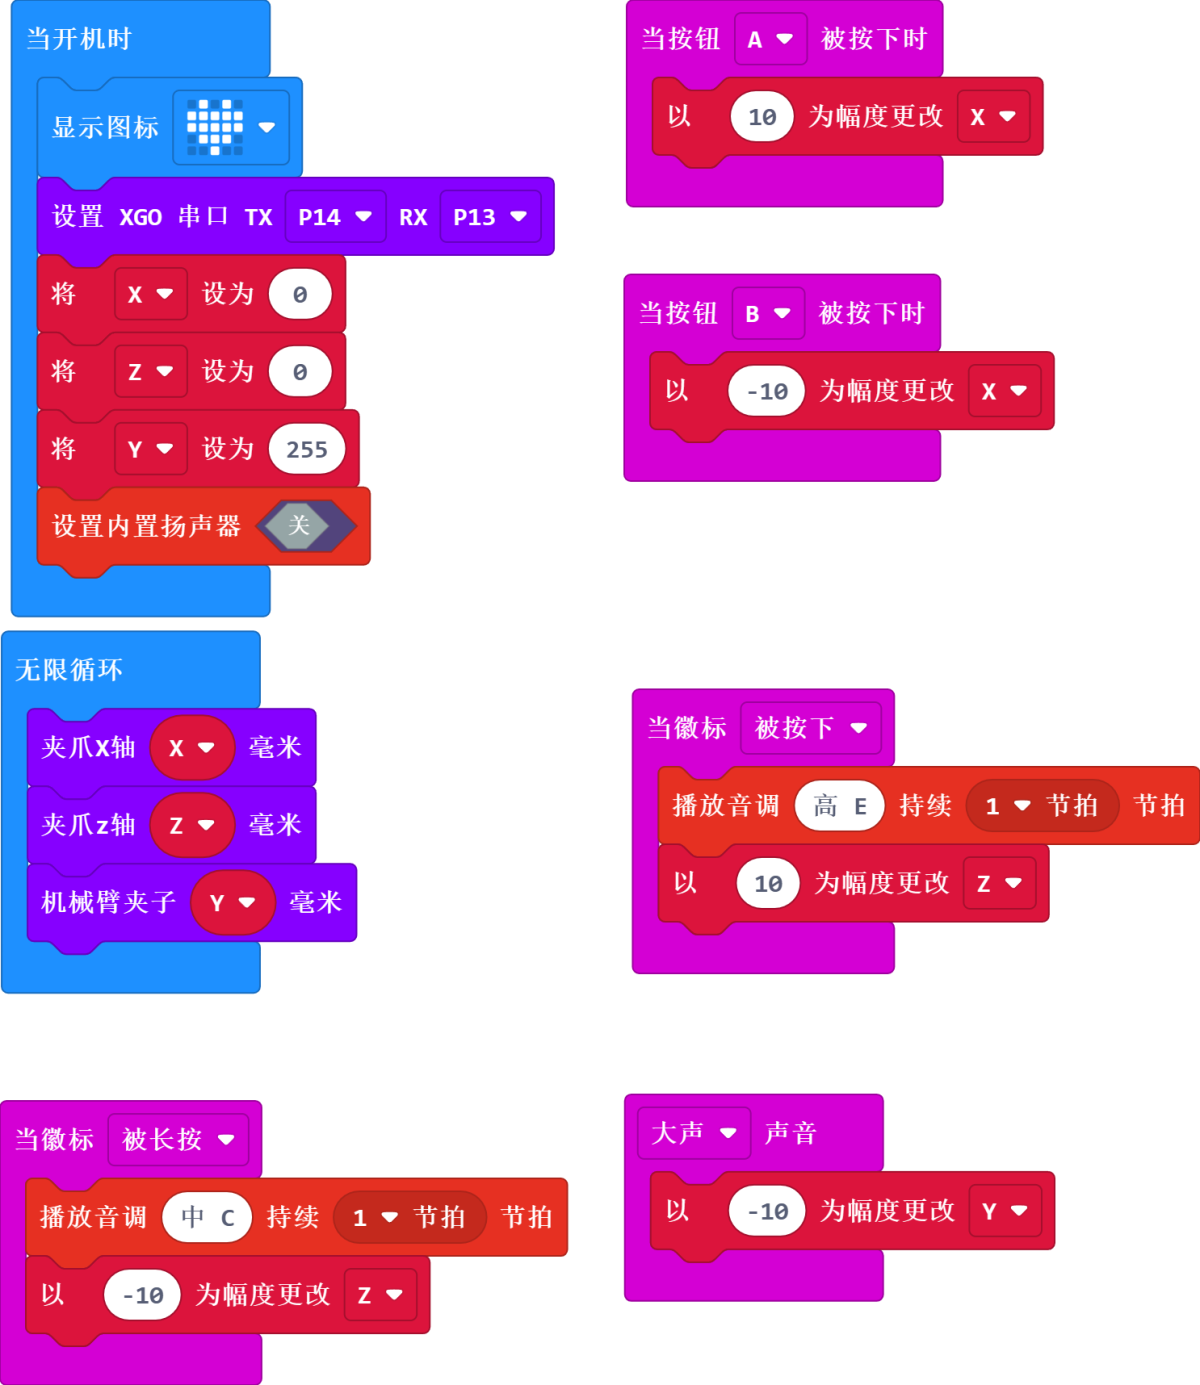 当开机时
显示图标
设置 XGO 串口 TX P14 RX P13
将 X 设为 0
将 Z 设为 0
将 Y 设为 255
设置内置扬声器 关
无限循环
夹爪X轴 X 毫米
夹爪z轴 Z 毫米
机械臂夹子 Y 毫米
当徽标 被长按
播放音调 中 C 持续 1 节拍 节拍
以 -10 为幅度更改 Z
当按钮 A 被按下时
以 10 为幅度更改 X
当按钮 B 被按下时
以 -10 为幅度更改 X
当徽标 被按下
播放音调 高 E 持续 1 节拍 节拍
以 10 为幅度更改 Z
大声 声音
以 -10 为幅度更改 Y